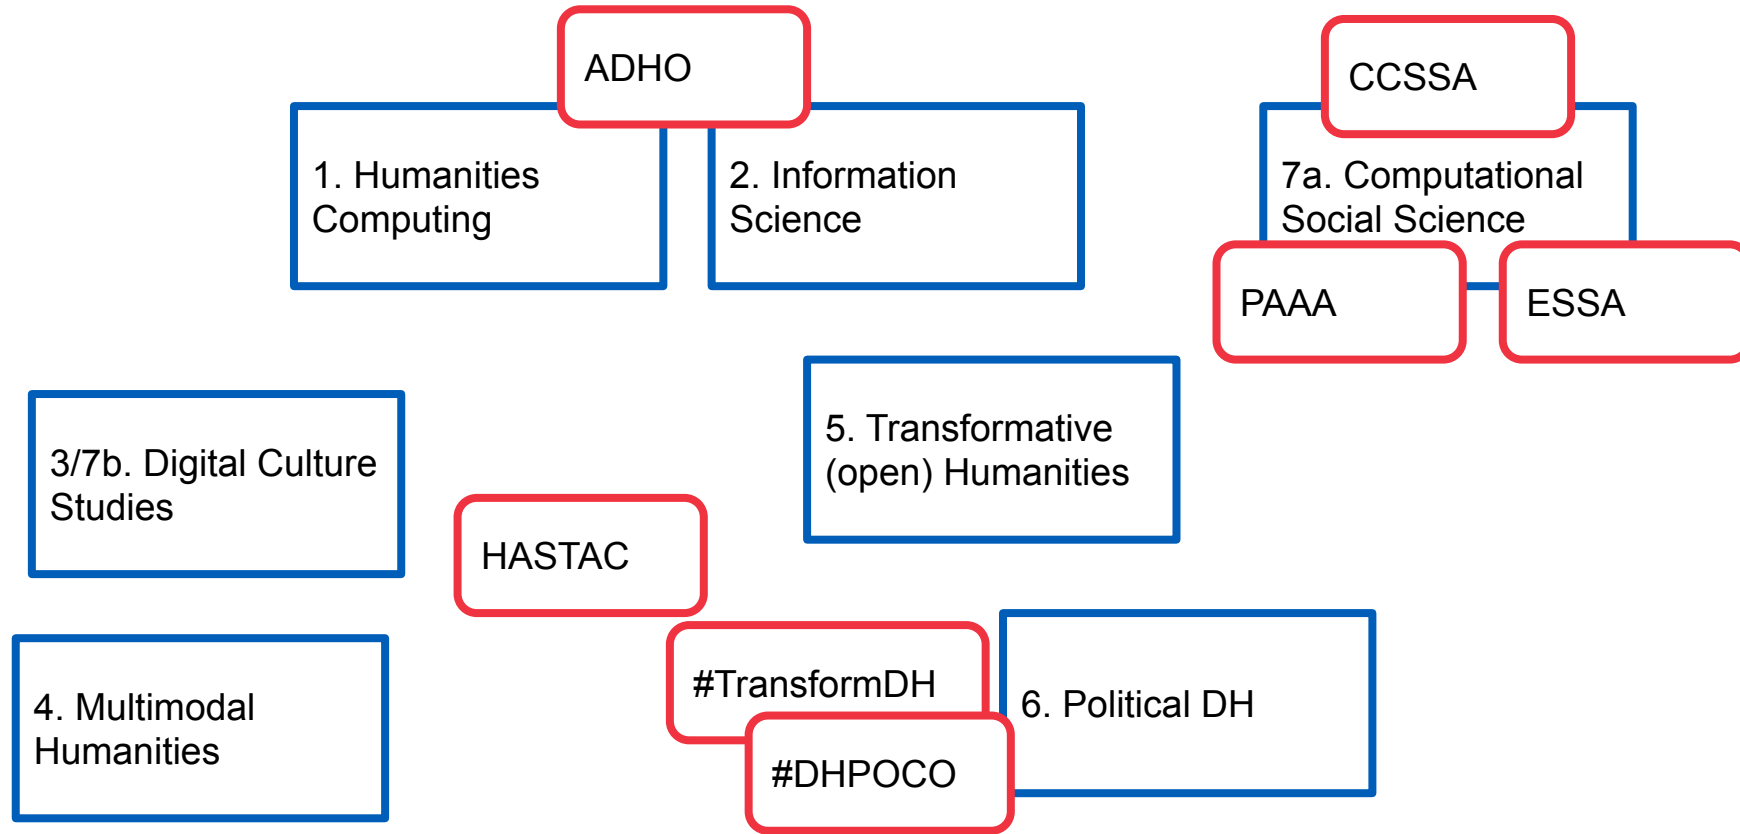 ADHO
CCSSA
1. Humanities
Computing
2. Information
Science
7a. Computational
Social Science
PAAA
ESSA
3/7b. Digital Culture
Studies
5. Transformative
(open) Humanities
HASTAC
4. Multimodal
Humanities
#TransformDH
6. Political DH
#DHPOCO